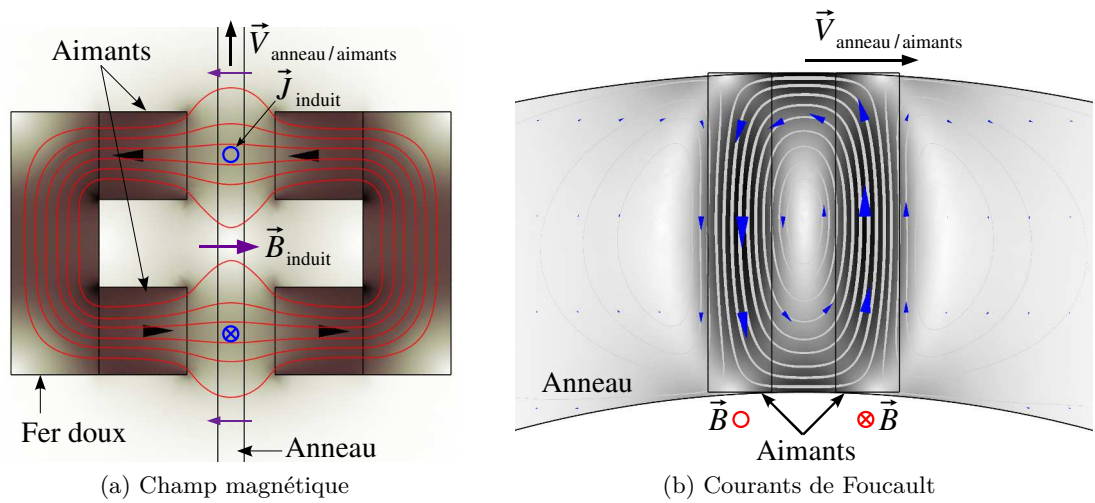 Aimants
V anneau/aimants
J induit
B induit
Fer doux
Anneau
(a) Champ magnétique
V anneau/aimants
Anneau
B
B
Aimants
(b) Courants de Foucault